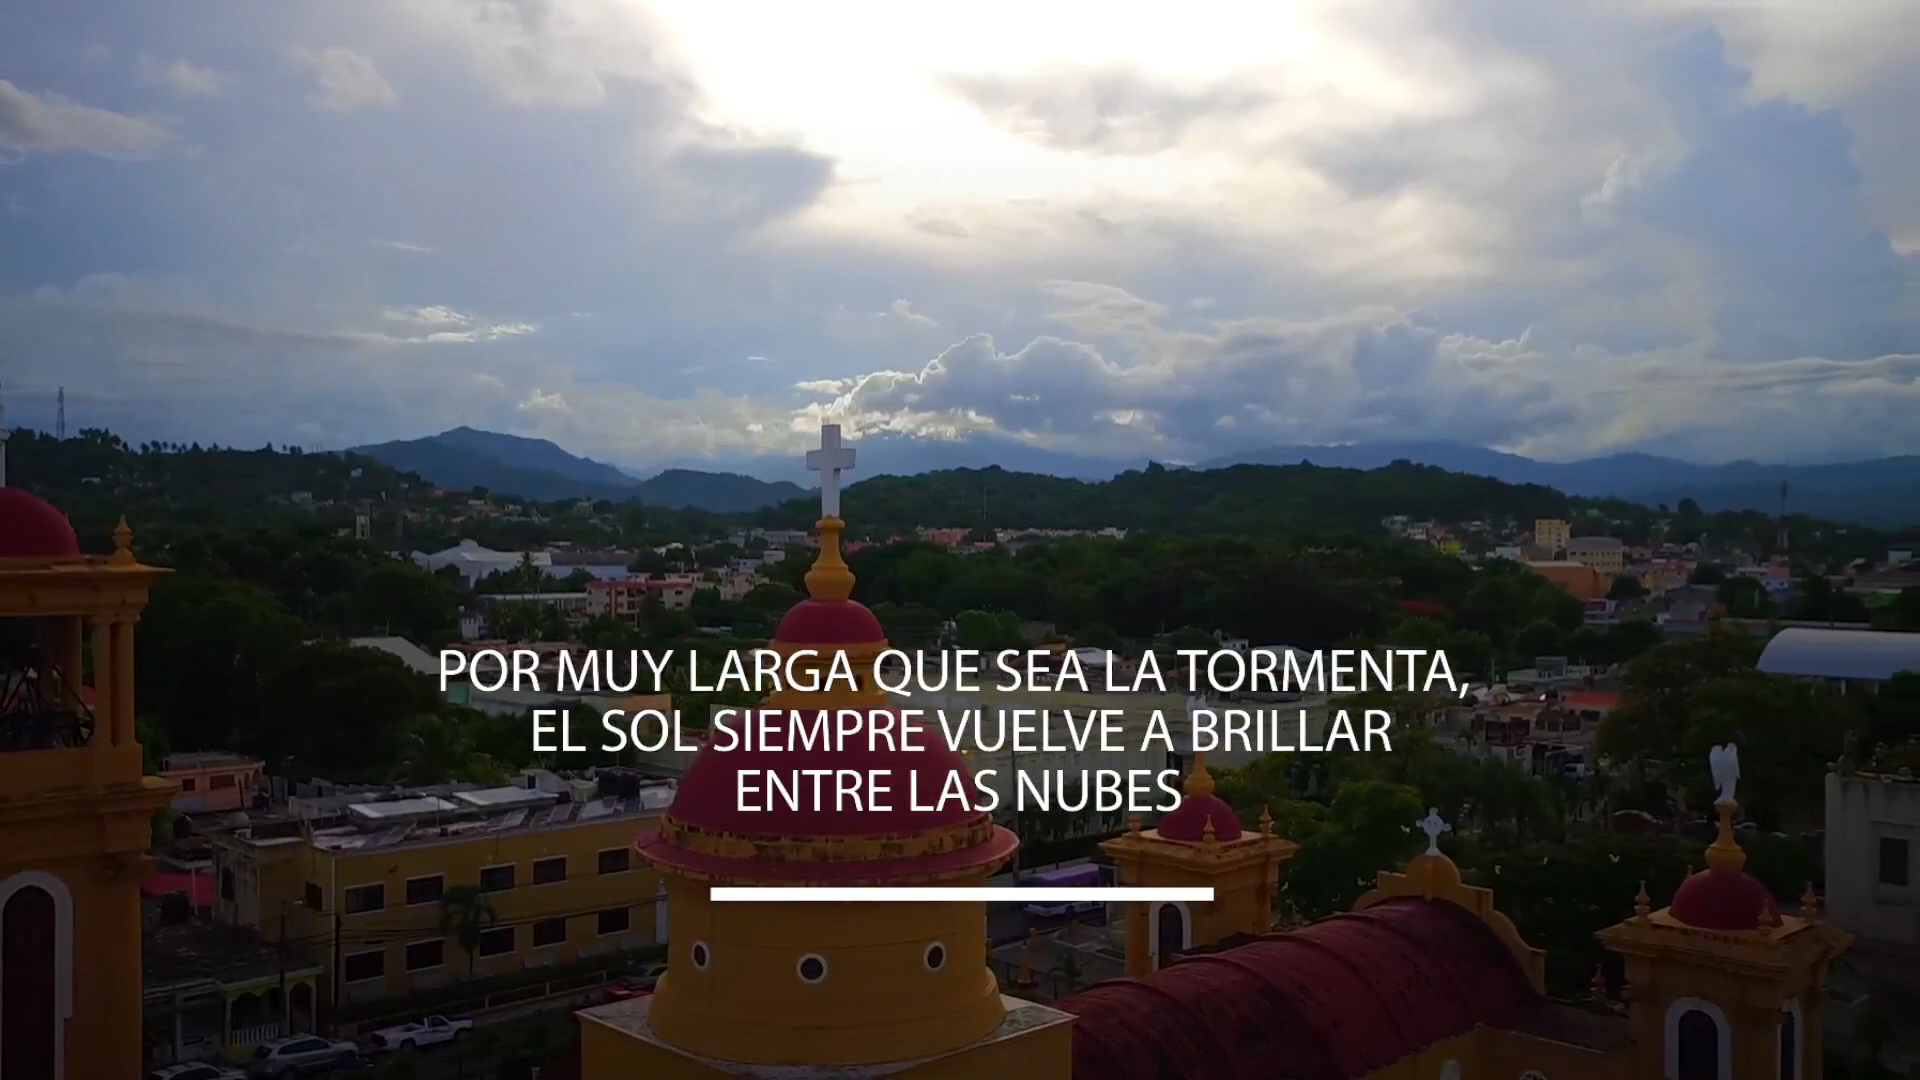 POR MUY LARGA QUE SEA LA TORMENTA,
EL SOL SIEMPRE VUELVE A BRILLAR
ENTRE LAS NUBES